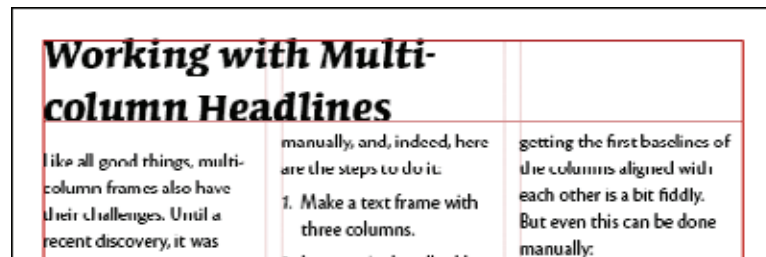 Working with Multi-
column Headlines
Like all good things, multi-
column frames also have
their challenges. Until a
recent discovery, it was
manually, and, indeed, here
are the steps to do it:
1. Make a text frame with
three columns.
getting the first baselines of
the columns aligned with
each other is a bit fiddly.
But even this can be done
manually: